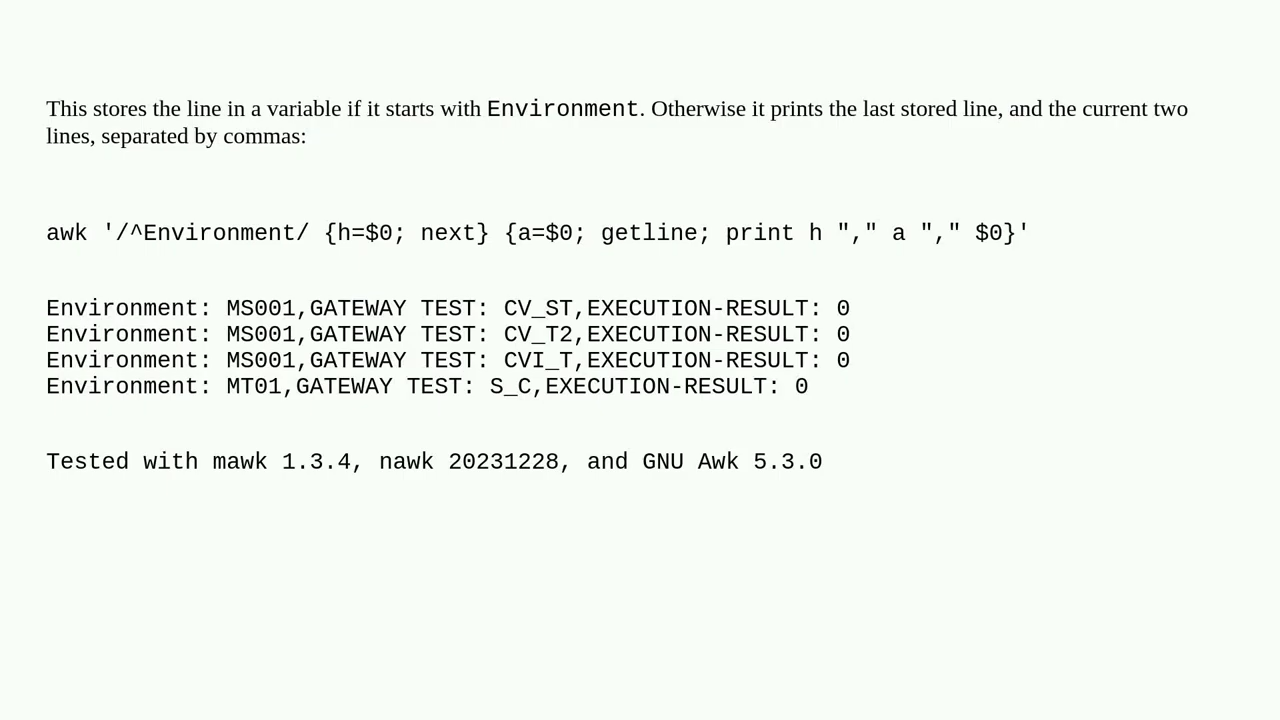 This stores the line in a variable if it starts with Environment. Otherwise it prints the last stored line, and the current two
lines, separated by commas:
awk '/^Environment/ {h=$0; next} {a=$0; getline; print h "," a "," $0}'
Environment: MS001,GATEWAY TEST: CV_ST,EXECUTION-RESULT: 0
Environment: MS001,GATEWAY TEST: CV_T2,EXECUTION-RESULT: 0
Environment: MS001,GATEWAY TEST: CVI_T,EXECUTION-RESULT: 0
Environment: MT01,GATEWAY TEST: S_C,EXECUTION-RESULT: 0
Tested with mawk 1.3.4, nawk 20231228, and GNU Awk 5.3.0